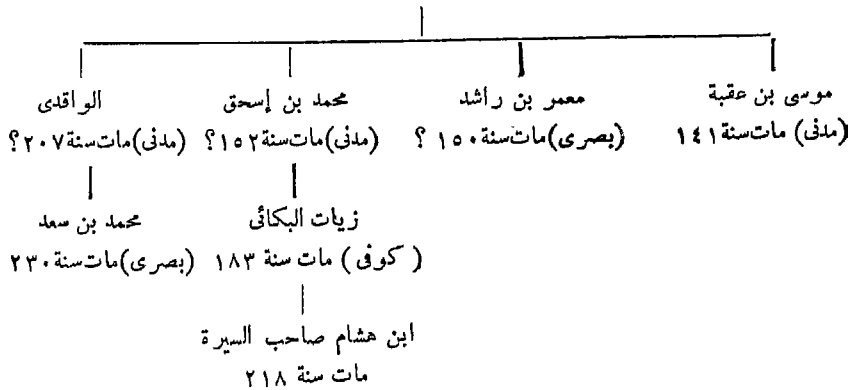 موسى بن عقبة
(مدنى) مات سنة ١٤١
معمر بن راشد
(بصرى) مات سنة ١٥٠ ؟
محمد بن إسحق
(مدنى) مات سنة ١٥٢ ؟
الواقدى
(مدنى) مات سنة ٢٠٧ ؟
زيات البكائى
( كوفى ) مات سنة ١٨٣
محمد بن سعد
(بصرى) مات سنة ٢٣٠
ابن هشام صاحب السيرة
مات سنة ٢١٨